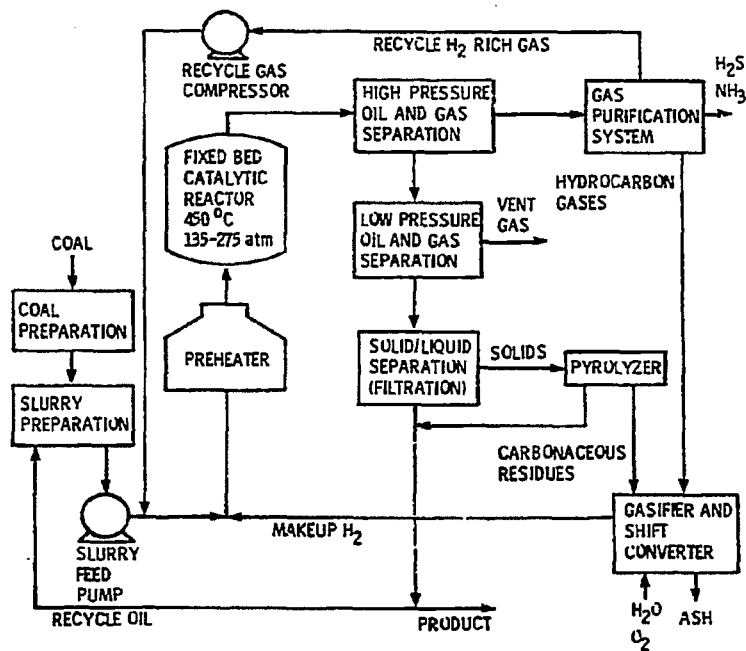 RECYCLE H2 RICH GAS
RECYCLE GAS
COMPRESSOR
HIGH PRESSURE
OIL AND GAS
SEPARATION
GAS
PURIFICATION
SYSTEM
H2S
NH3
FIXED BED
CATALYTIC
REACTOR
450 °C
135-275 atm
HYDROCARBON
GASES
VENT
GAS
LOW PRESSURE
OIL AND GAS
SEPARATION
COAL
COAL
PREPARATION
PREHEATER
SOLID/LIQUID
SEPARATION
(FILTRATION)
SOLIDS
PYROLYZER
SLURRY
PREPARATION
CARBONACEOUS
RESIDUES
GASIFIER AND
SHIFT
CONVERTER
MAKEUP H2
SLURRY
FEED
PUMP
RECYCLE OIL
PRODUCT
H2O
O2
ASH